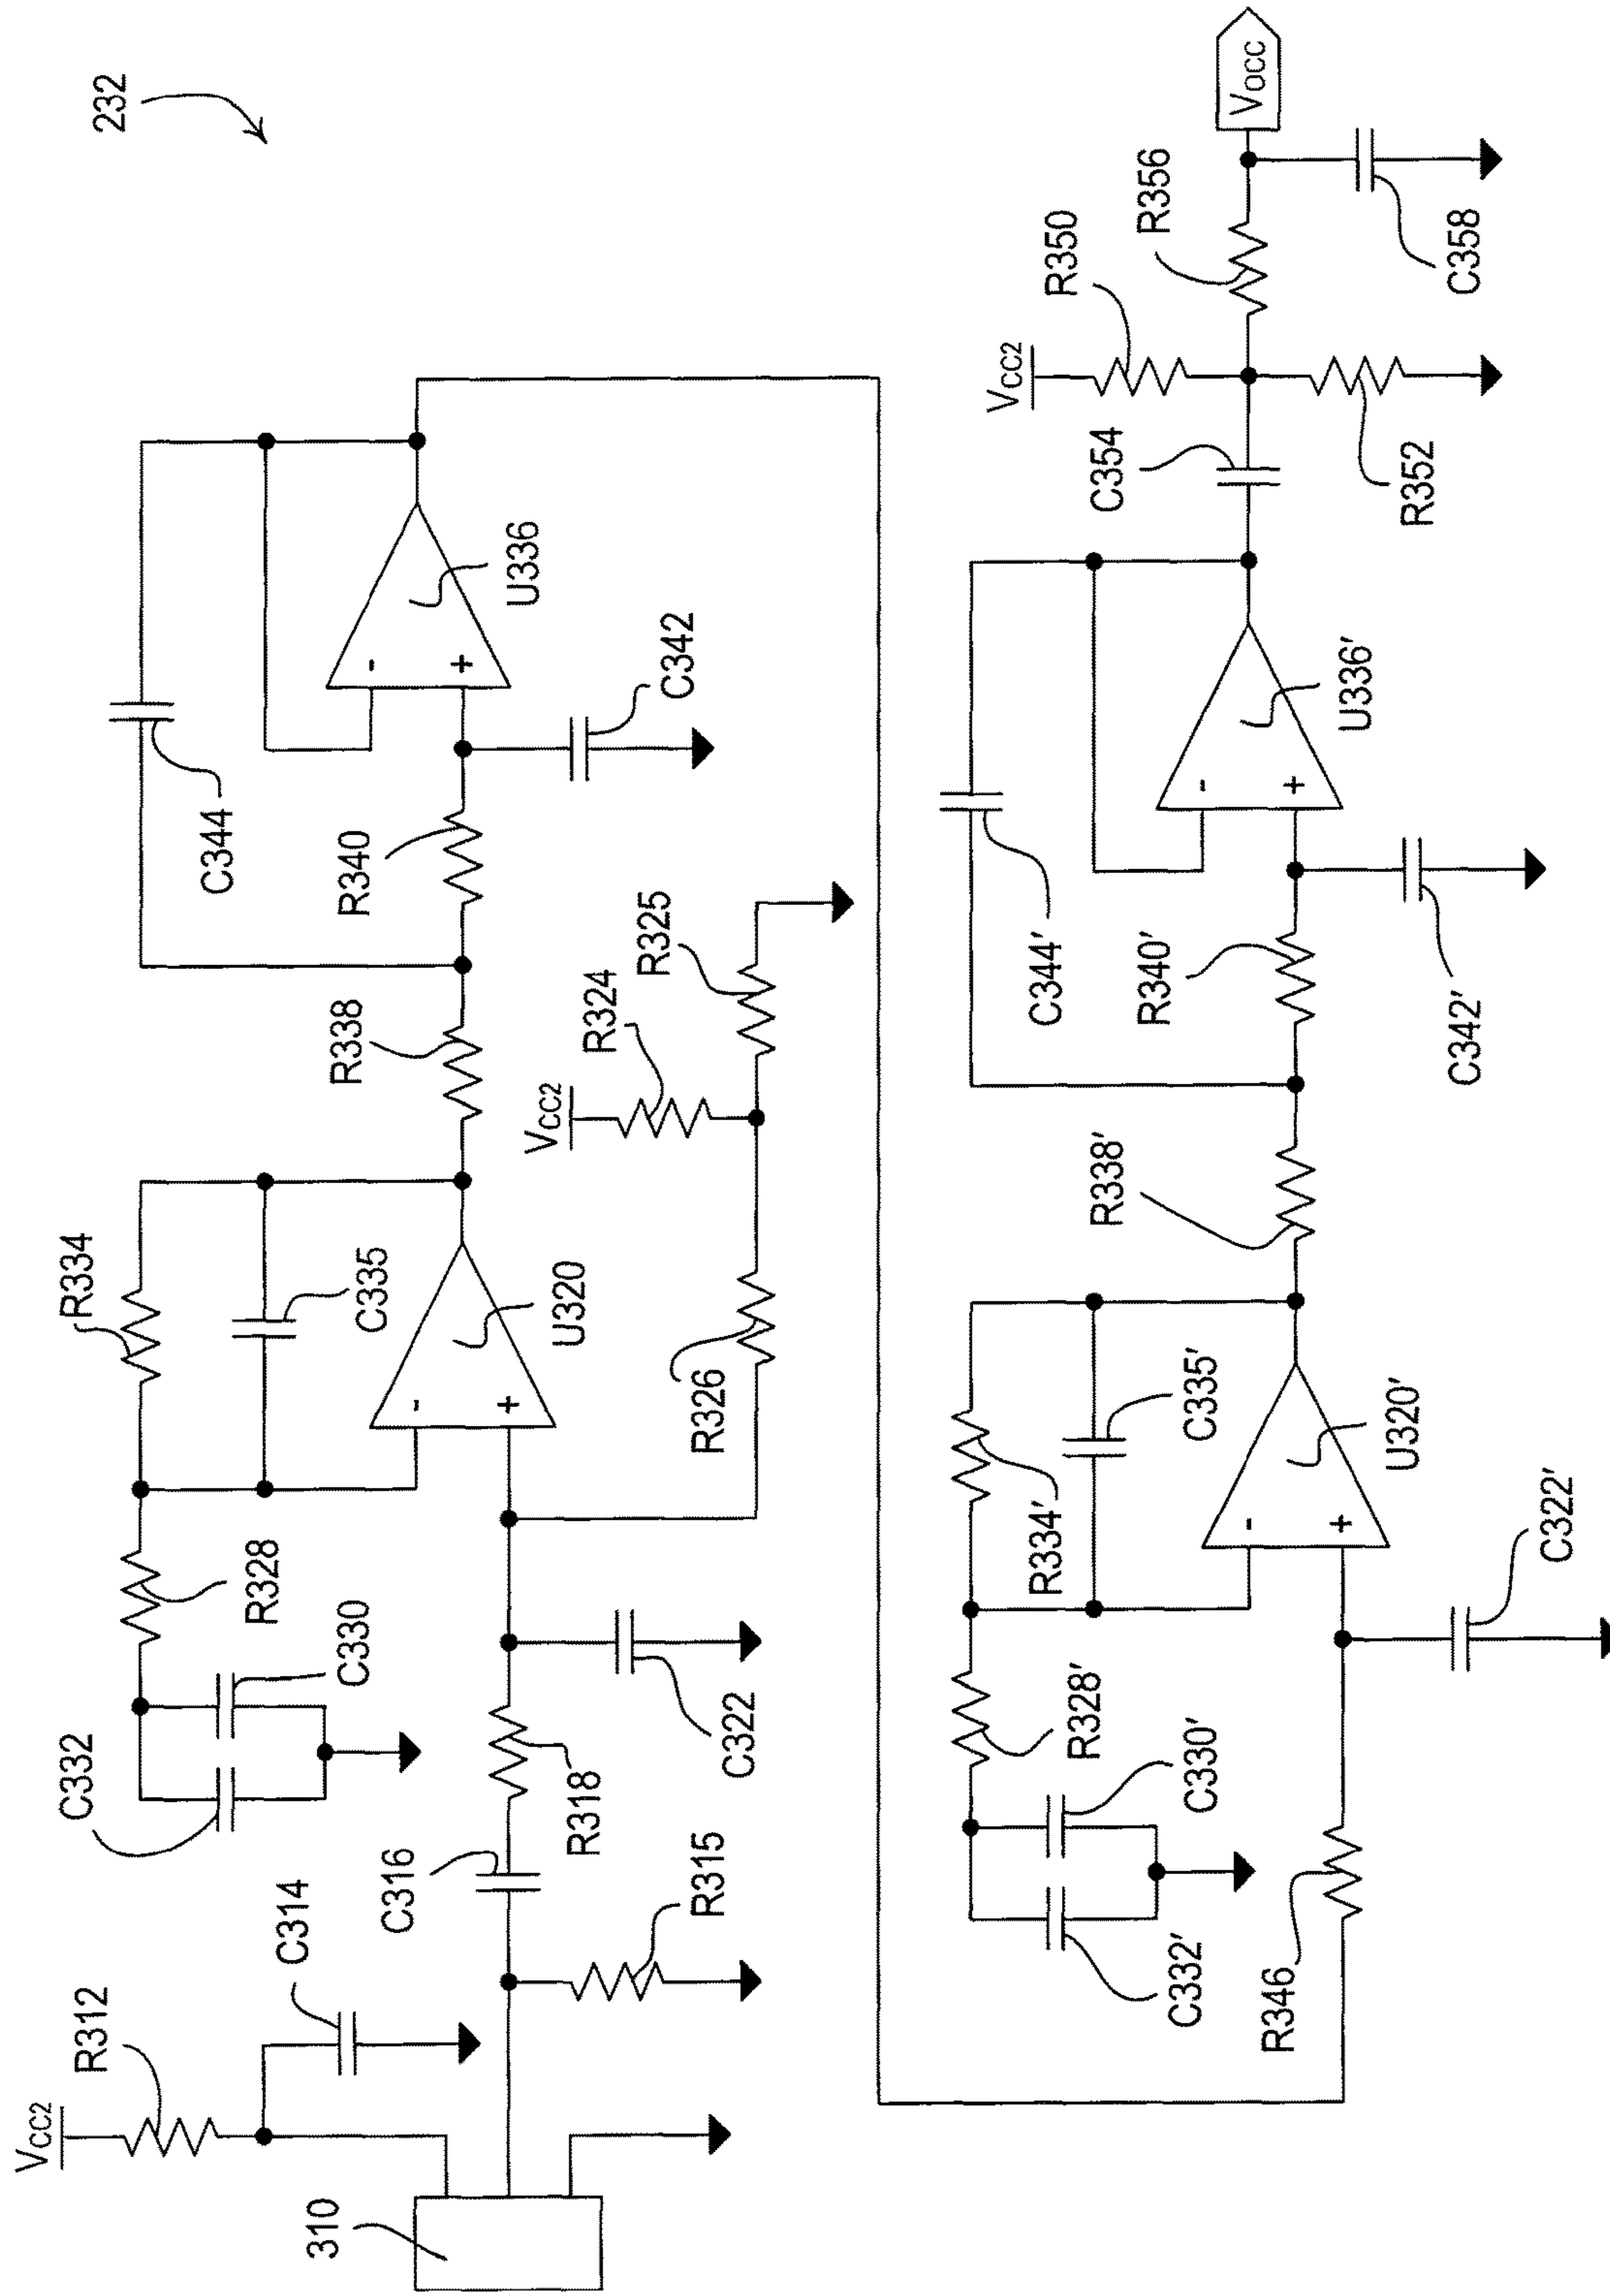 232
VCC2
R312
C314
310
R315
C316
R318
C322
C332
C330
R328
R334
C335
U320
R326
VCC2
R324
R325
R338
R340
C344
C342
U336
R346
C322'
C332'
C330'
R328'
R334'
C335'
U320'
R338'
R340'
C344'
C342'
U336'
C354
VCC2
R350
R352
R356
C358
VOCC
-
+
-
+
-
+
-
+